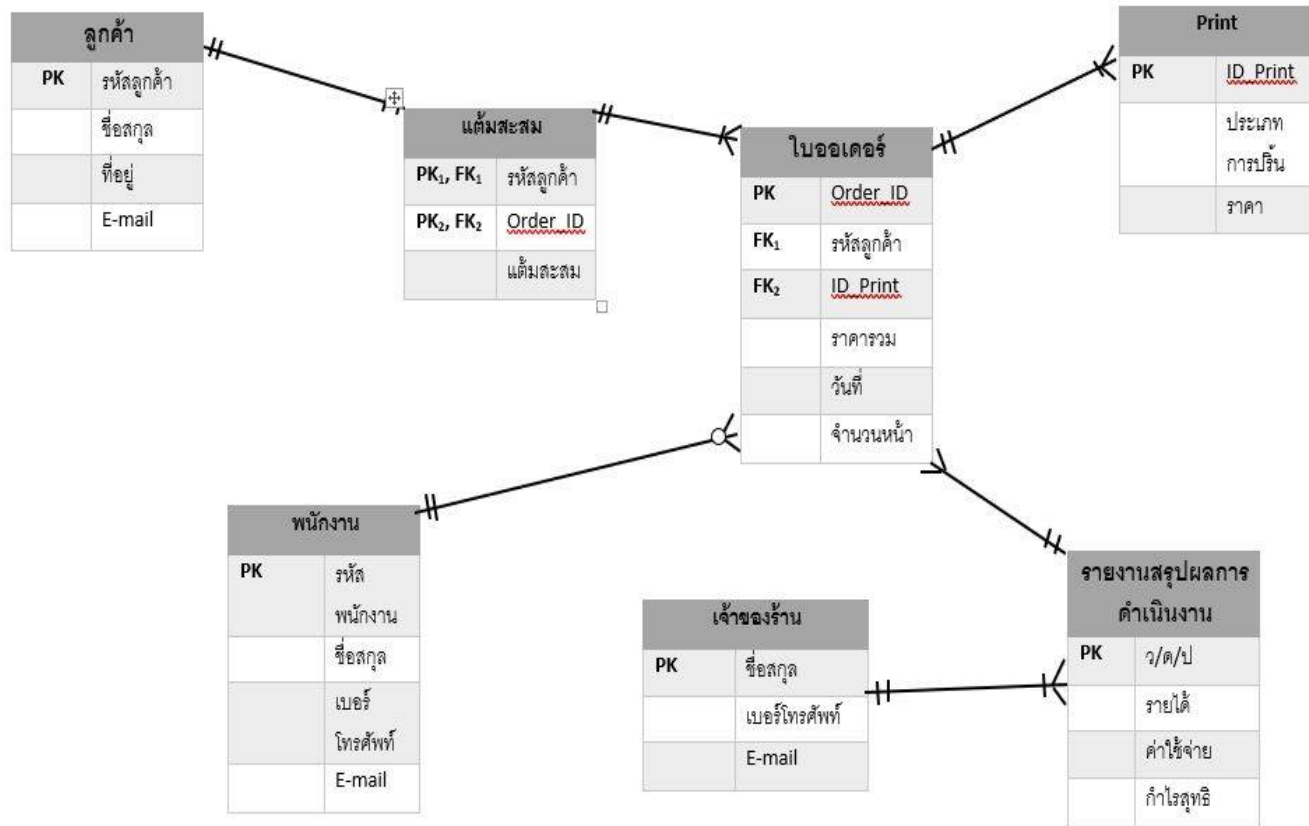 ลูกค้า
PK รหัสลูกค้า
ชื่อสกุล
ที่อยู่
E-mail
แต้มสะสม
PK1, FK1 รหัสลูกค้า
PK2, FK2 Order_ID
แต้มสะสม
ใบออเดอร์
PK Order_ID
FK1 รหัสลูกค้า
FK2 ID_Print
ราคารวม
วันที่
จำนวนหน้า
Print
PK ID_Print
ประเภท
การปริ้น
ราคา
พนักงาน
PK รหัส
พนักงาน
ชื่อสกุล
เบอร์
โทรศัพท์
E-mail
เจ้าของร้าน
PK ชื่อสกุล
เบอร์โทรศัพท์
E-mail
รายงานสรุปผลการ
ดำเนินงาน
PK ว/ด/ป
รายได้
ค่าใช้จ่าย
กำไรสุทธิ